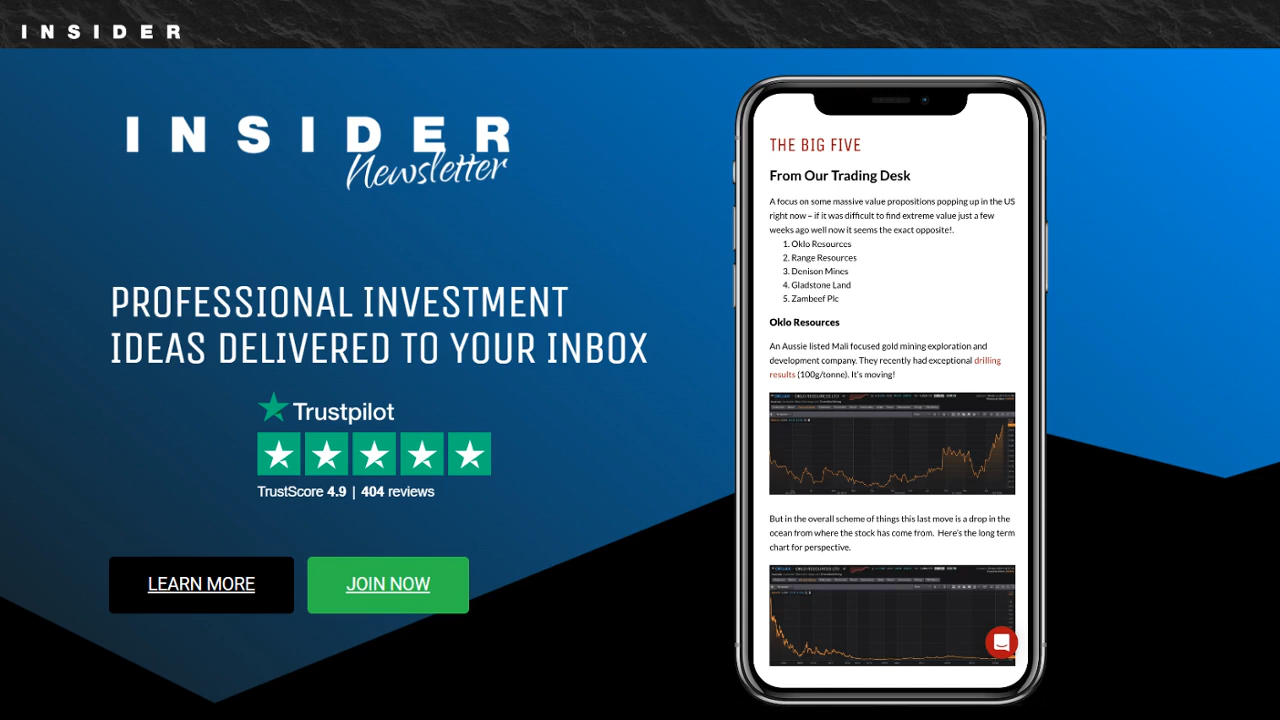 INSIDER
INSIDER
Newsletter
PROFESSIONAL INVESTMENT
IDEAS DELIVERED TO YOUR INBOX
Trustpilot
TrustScore 4.9 | 404 reviews
LEARN MORE
JOIN NOW
THE BIG FIVE
From Our Trading Desk
A focus on some massive value propositions popping up in the US
right now – if it was difficult to find extreme value just a few
weeks ago well now it seems the exact opposite!.
1. Oklo Resources
2. Range Resources
3. Denison Mines
4. Gladstone Land
5. Zambeef Plc
Oklo Resources
An Aussie listed Mali focused gold mining exploration and
development company. They recently had exceptional drilling
results (100g/tonne). It's moving!
But in the overall scheme of things this last move is a drop in the
ocean from where the stock has come from. Here's the long term
chart for perspective.